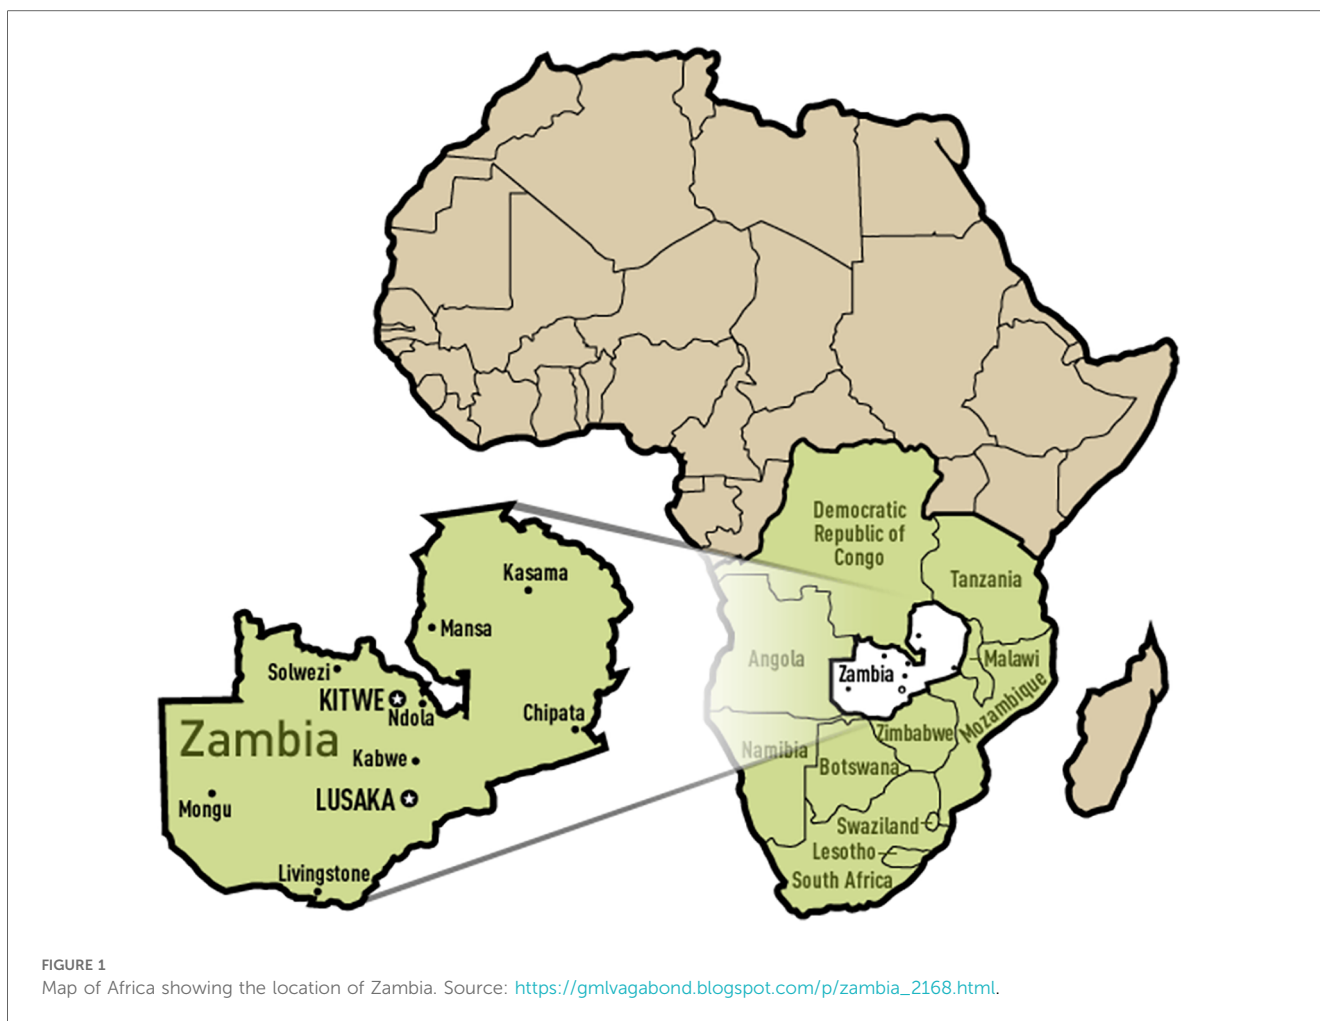 Democratic
Republic of
Congo
Tanzania
Angola
Zambia
Malawi
Mozambique
Zimbabwe
Namibia
Botswana
Swaziland
Lesotho
South Africa
Kasama
Mansa
Solwezi
KITWE
Ndola
Chipata
Zambia
Kabwe
LUSAKA
Mongu
Livingstone
FIGURE 1
Map of Africa showing the location of Zambia. Source: https://gmlvagabond.blogspot.com/p/zambia_2168.html.